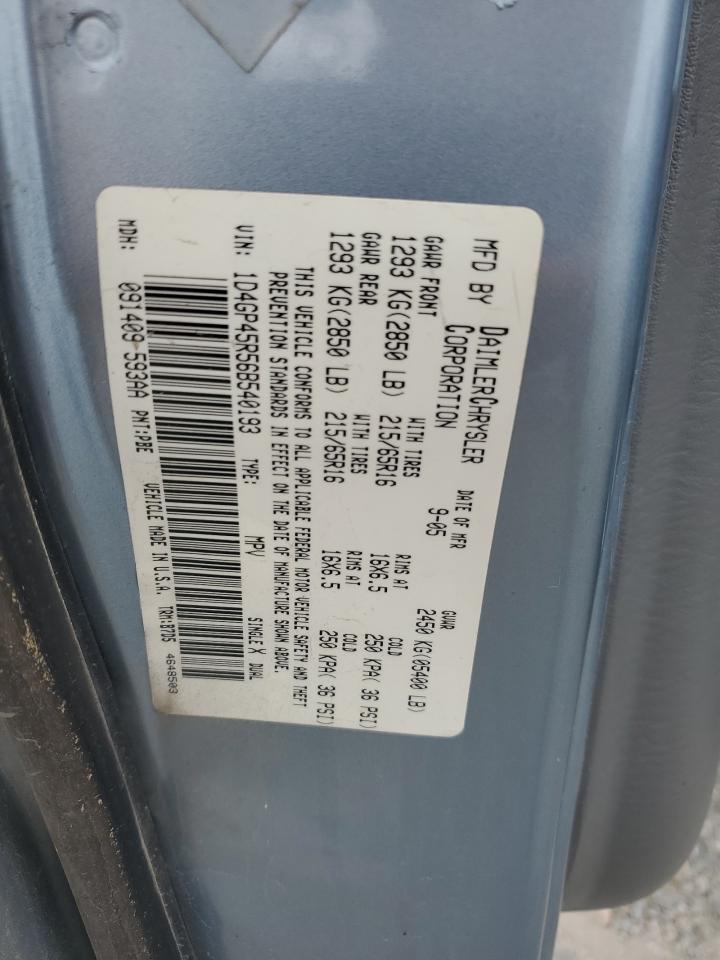 MFD BY DAIMLERCHRYSLER CORPORATION
DATE OF MFR
9-05
GVWR
2450 KG(05400 LB)
GAWR FRONT
WITH TIRES
RIMS AT
COLD
1293 KG(2850 LB)
215/65R16
16X6.5
250 KPA( 36 PSI)
GAWR REAR
WITH TIRES
RIMS AT
COLD
1293 KG(2850 LB)
215/65R16
16X6.5
250 KPA( 36 PSI)
THIS VEHICLE CONFORMS TO ALL APPLICABLE FEDERAL MOTOR VEHICLE SAFETY AND THEFT
PREVENTION STANDARDS IN EFFECT ON THE DATE OF MANUFACTURE SHOWN ABOVE.
VIN: 1D4GP45R56B540193 TYPE: MPV SINGLE X DUAL
MDH: 091409 593AA PNT:PBE VEHICLE MADE IN U.S.A. TRM:B7D5 4648503